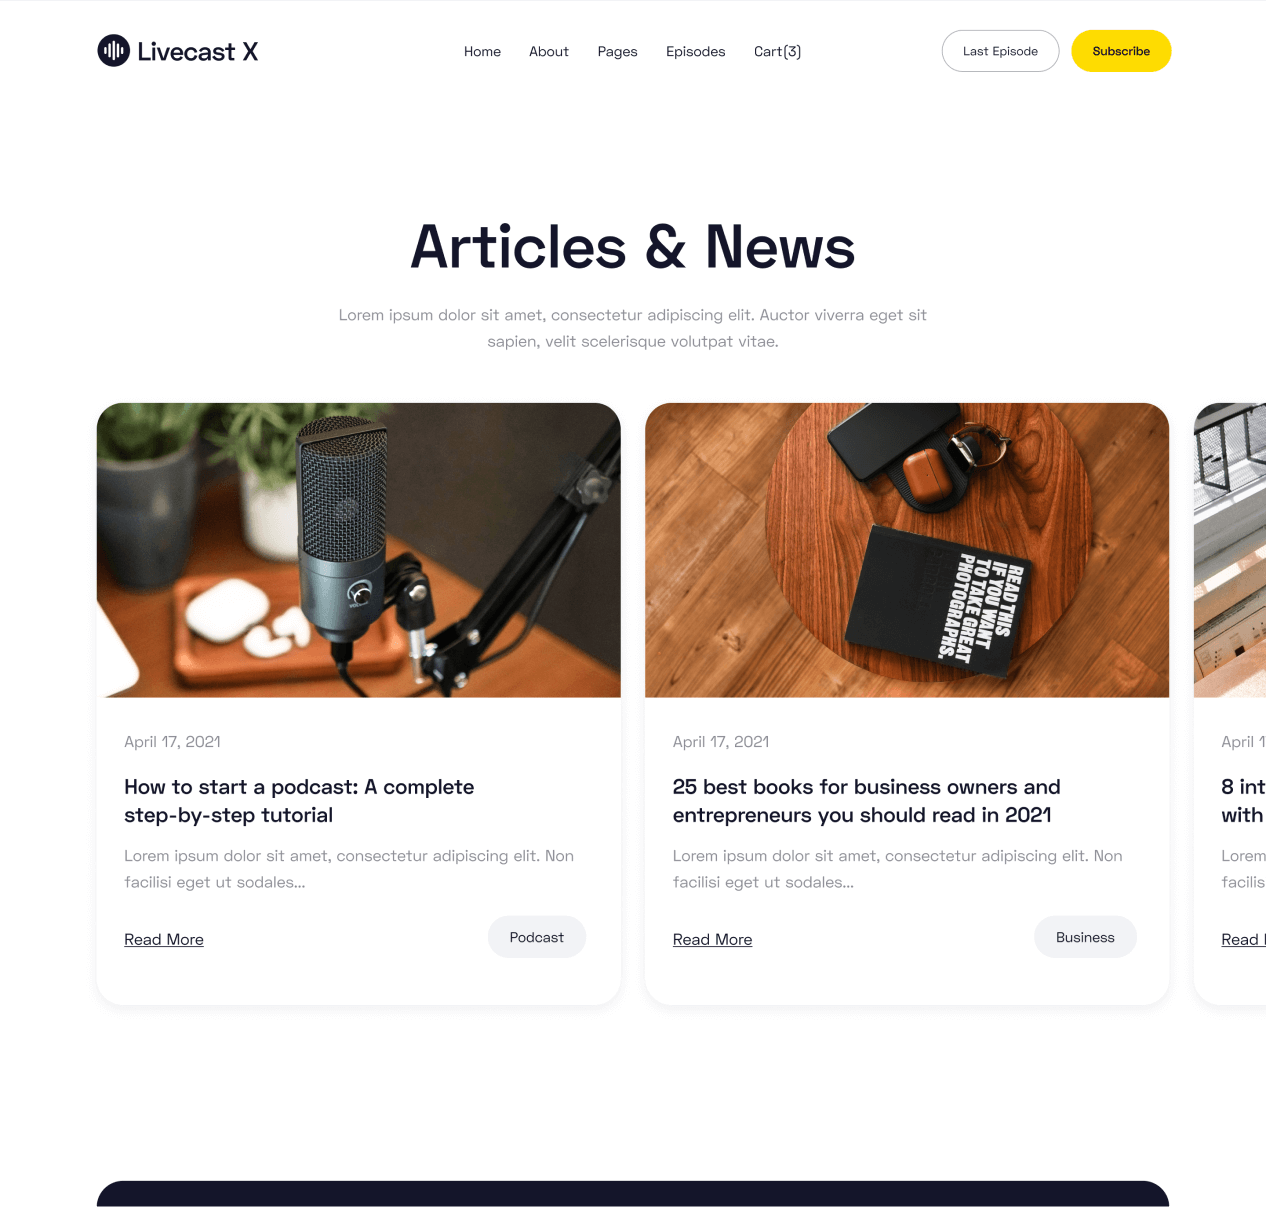 Livecast X
Home About Pages Episodes Cart(3)
Last Episode
Subscribe
Articles & News
Lorem ipsum dolor sit amet, consectetur adipiscing elit. Auctor viverra eget sit
sapien, velit scelerisque volutpat vitae.
READ THIS
IF YOU WANT
TO TAKE GREAT
PHOTOGRAPHS.
April 17, 2021
How to start a podcast: A complete
step-by-step tutorial
Lorem ipsum dolor sit amet, consectetur adipiscing elit. Non
facilisi eget ut sodales...
Read More
Podcast
April 17, 2021
25 best books for business owners and
entrepreneurs you should read in 2021
Lorem ipsum dolor sit amet, consectetur adipiscing elit. Non
facilisi eget ut sodales...
Read More
Business
April 1
8 int
with
Lorem
facilis
Read